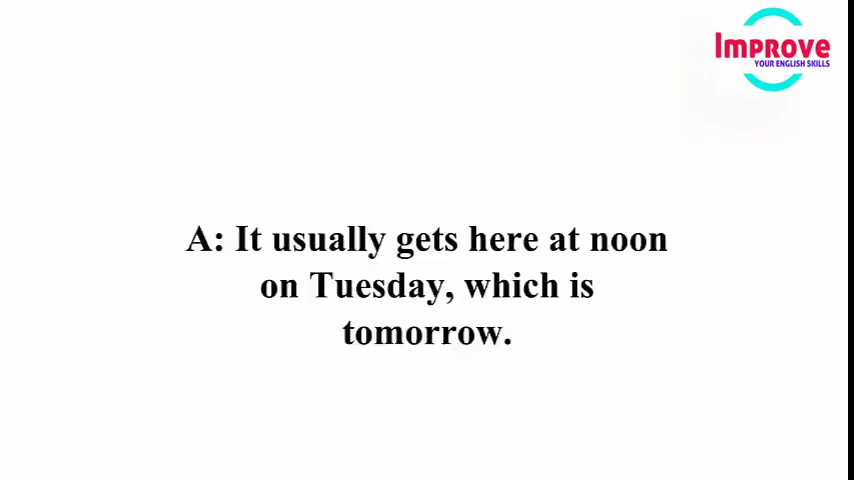 Improve
YOUR ENGLISH SKILLS
A: It usually gets here at noon
on Tuesday, which is
tomorrow.